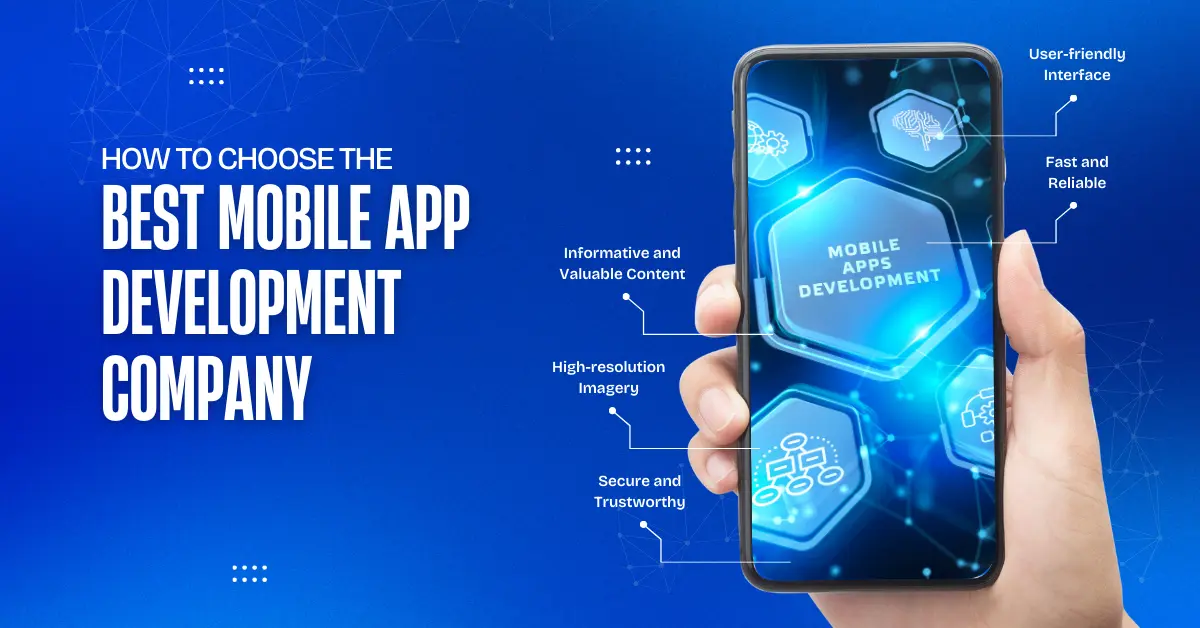 HOW TO CHOOSE THE
BEST MOBILE APP
DEVELOPMENT
COMPANY
User-friendly
Interface
Fast and
Reliable
Informative and
Valuable Content
High-resolution
Imagery
Secure and
Trustworthy
MOBILE
APPS
DEVELOPMENT